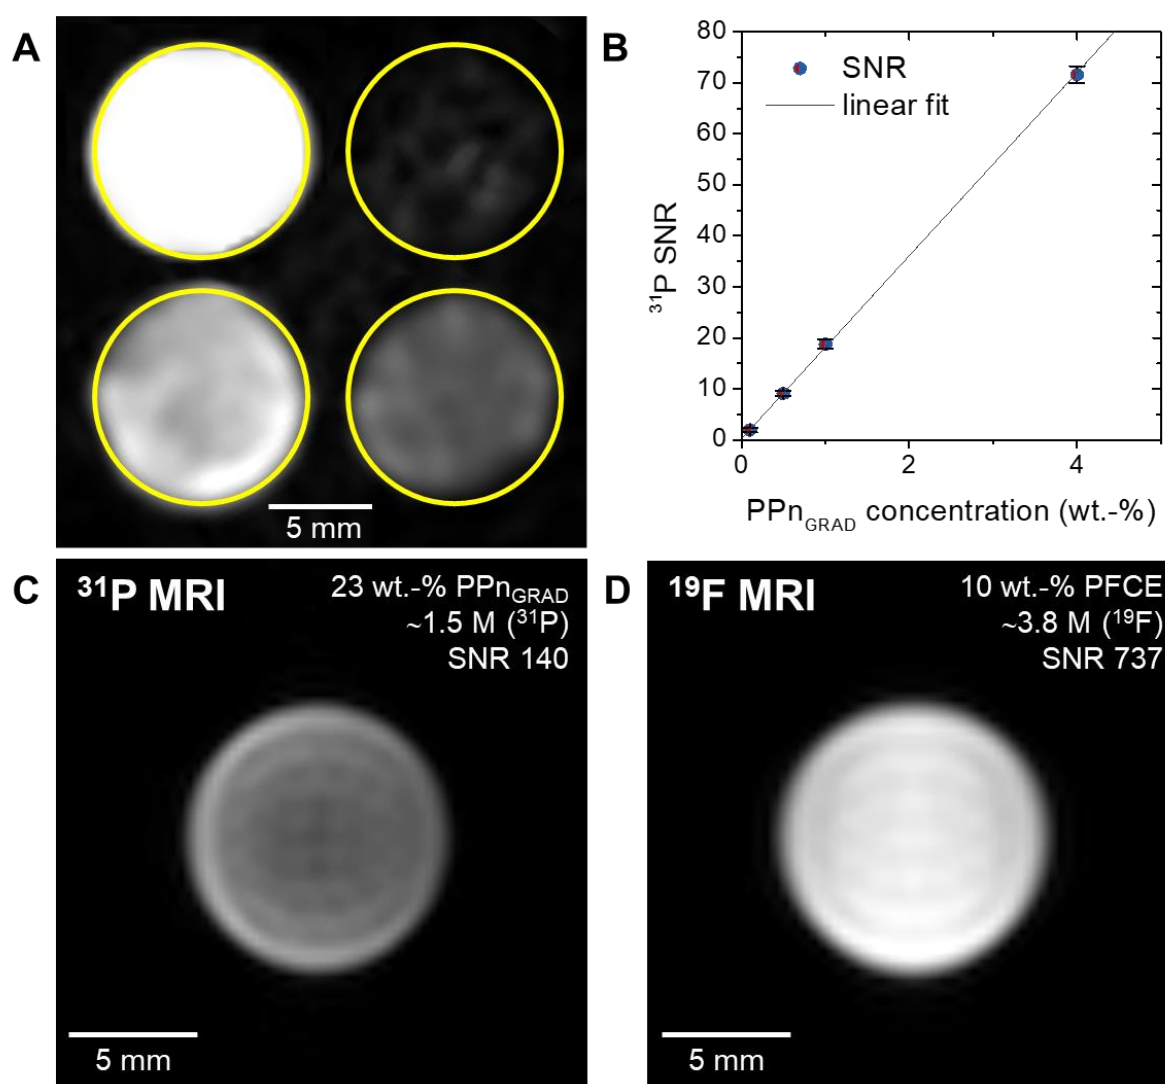 A
5 mm
B
80
70
60
50
40
30
20
10
0
³¹P SNR
SNR
linear fit
0 2 4
PPn_GRAD concentration (wt.-%)
C
³¹P MRI
23 wt.-% PPn_GRAD
~1.5 M (³¹P)
SNR 140
5 mm
D
¹⁹F MRI
10 wt.-% PFCE
~3.8 M (¹⁹F)
SNR 737
5 mm